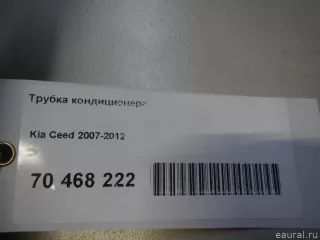 Трубка кондиционера
Kia Ceed 2007-2012
70 468 222
eaural.ru